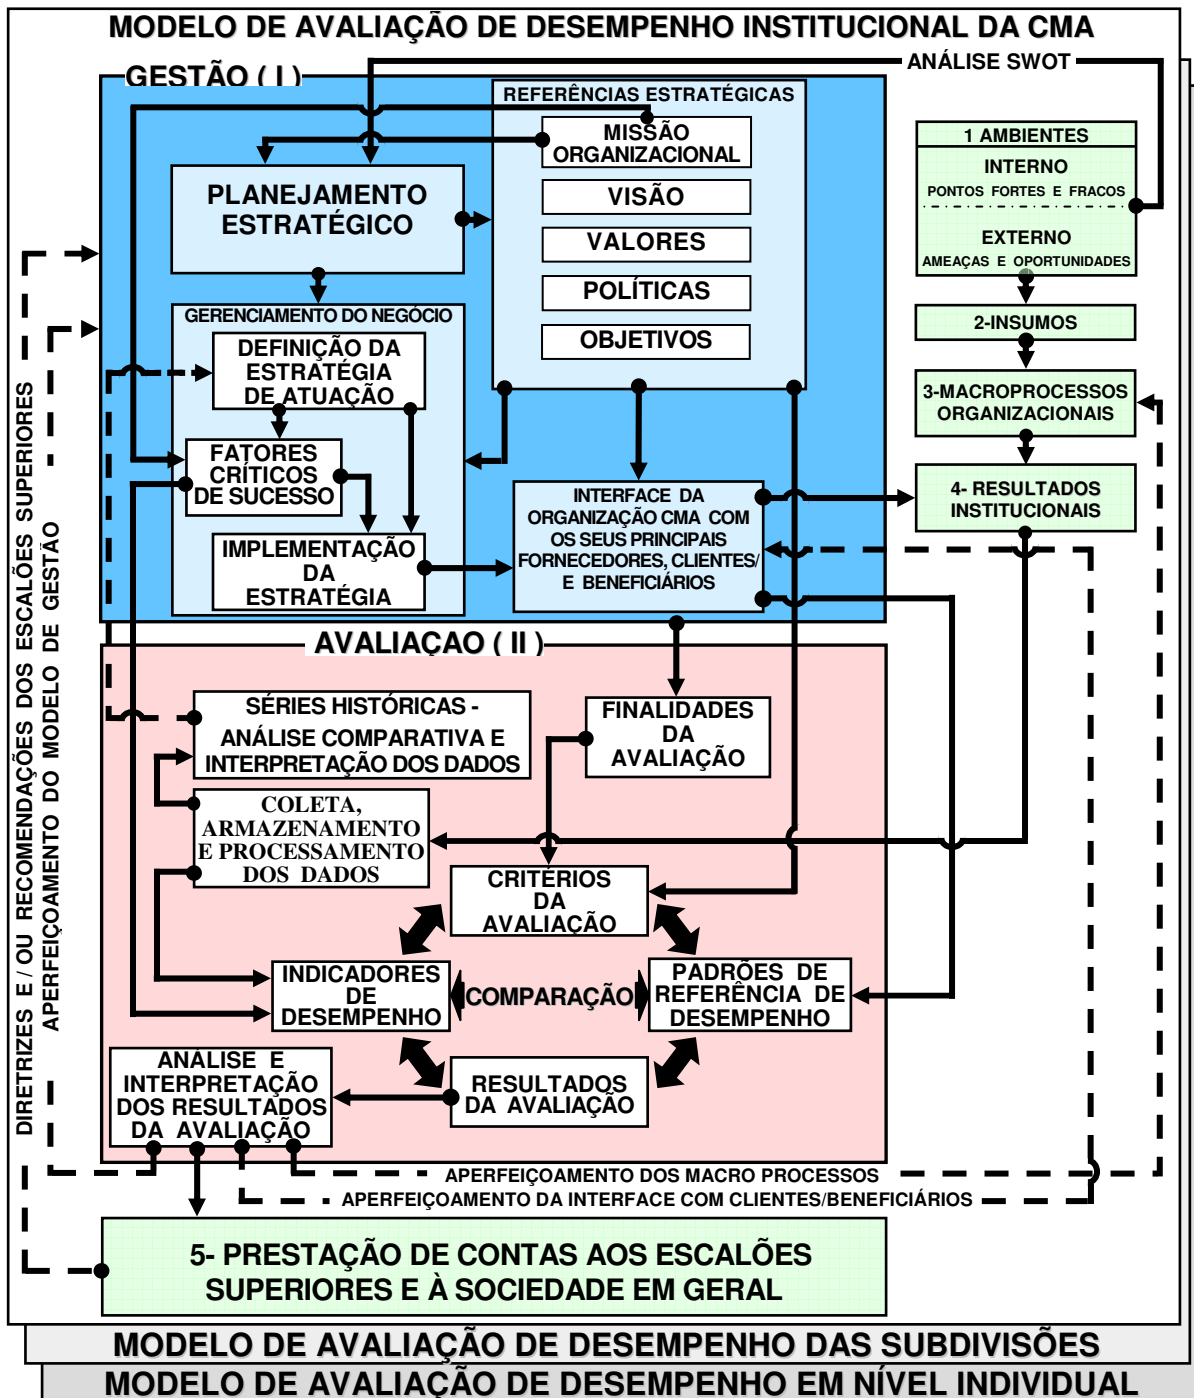 MODELO DE AVALIAÇÃO DE DESEMPENHO INSTITUCIONAL DA CMA
ANÁLISE SWOT
GESTÃO ( I )
REFERÊNCIAS ESTRATÉGICAS
MISSÃO
ORGANIZACIONAL
VISÃO
VALORES
POLÍTICAS
OBJETIVOS
PLANEJAMENTO
ESTRATÉGICO
GERENCIAMENTO DO NEGÓCIO
DEFINIÇÃO DA
ESTRATÉGIA
DE ATUAÇÃO
FATORES
CRÍTICOS
DE SUCESSO
IMPLEMENTAÇÃO
DA
ESTRATÉGIA
INTERFACE DA
ORGANIZAÇÃO CMA COM
OS SEUS PRINCIPAIS
FORNECEDORES, CLIENTES/
E BENEFICIÁRIOS
1 AMBIENTES
INTERNO
PONTOS FORTES E FRACOS
EXTERNO
AMEAÇAS E OPORTUNIDADES
2-INSUMOS
3-MACROPROCESSOS
ORGANIZACIONAIS
4- RESULTADOS
INSTITUCIONAIS
DIRETRIZES E / OU RECOMENDAÇÕES DOS ESCALÕES SUPERIORES
APERFEIÇOAMENTO DO MODELO DE GESTÃO
AVALIAÇAO ( II )
SÉRIES HISTÓRICAS -
ANÁLISE COMPARATIVA E
INTERPRETAÇÃO DOS DADOS
FINALIDADES
DA
AVALIAÇÃO
COLETA,
ARMAZENAMENTO
E PROCESSAMENTO
DOS DADOS
CRITÉRIOS
DA
AVALIAÇÃO
INDICADORES
DE
DESEMPENHO
COMPARAÇÃO
PADRÕES DE
REFERÊNCIA DE
DESEMPENHO
ANÁLISE E
INTERPRETAÇÃO
DOS RESULTADOS
DA AVALIAÇÃO
RESULTADOS
DA AVALIAÇÃO
APERFEIÇOAMENTO DOS MACRO PROCESSOS
APERFEIÇOAMENTO DA INTERFACE COM CLIENTES/BENEFICIÁRIOS
5- PRESTAÇÃO DE CONTAS AOS ESCALÕES
SUPERIORES E À SOCIEDADE EM GERAL
MODELO DE AVALIAÇÃO DE DESEMPENHO DAS SUBDIVISÕES
MODELO DE AVALIAÇÃO DE DESEMPENHO EM NÍVEL INDIVIDUAL